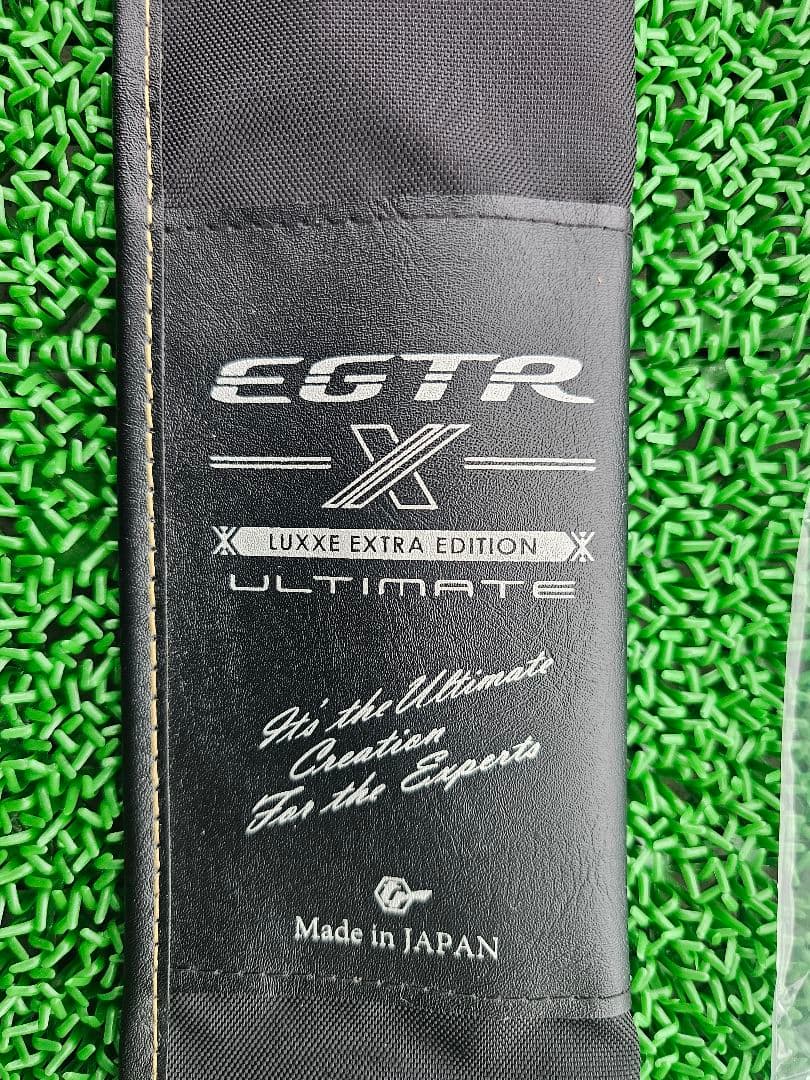 EGTR
X
LUXXE EXTRA EDITION
ULTIMATE
It's the Ultimate
Creation
For the Experts
Made in JAPAN